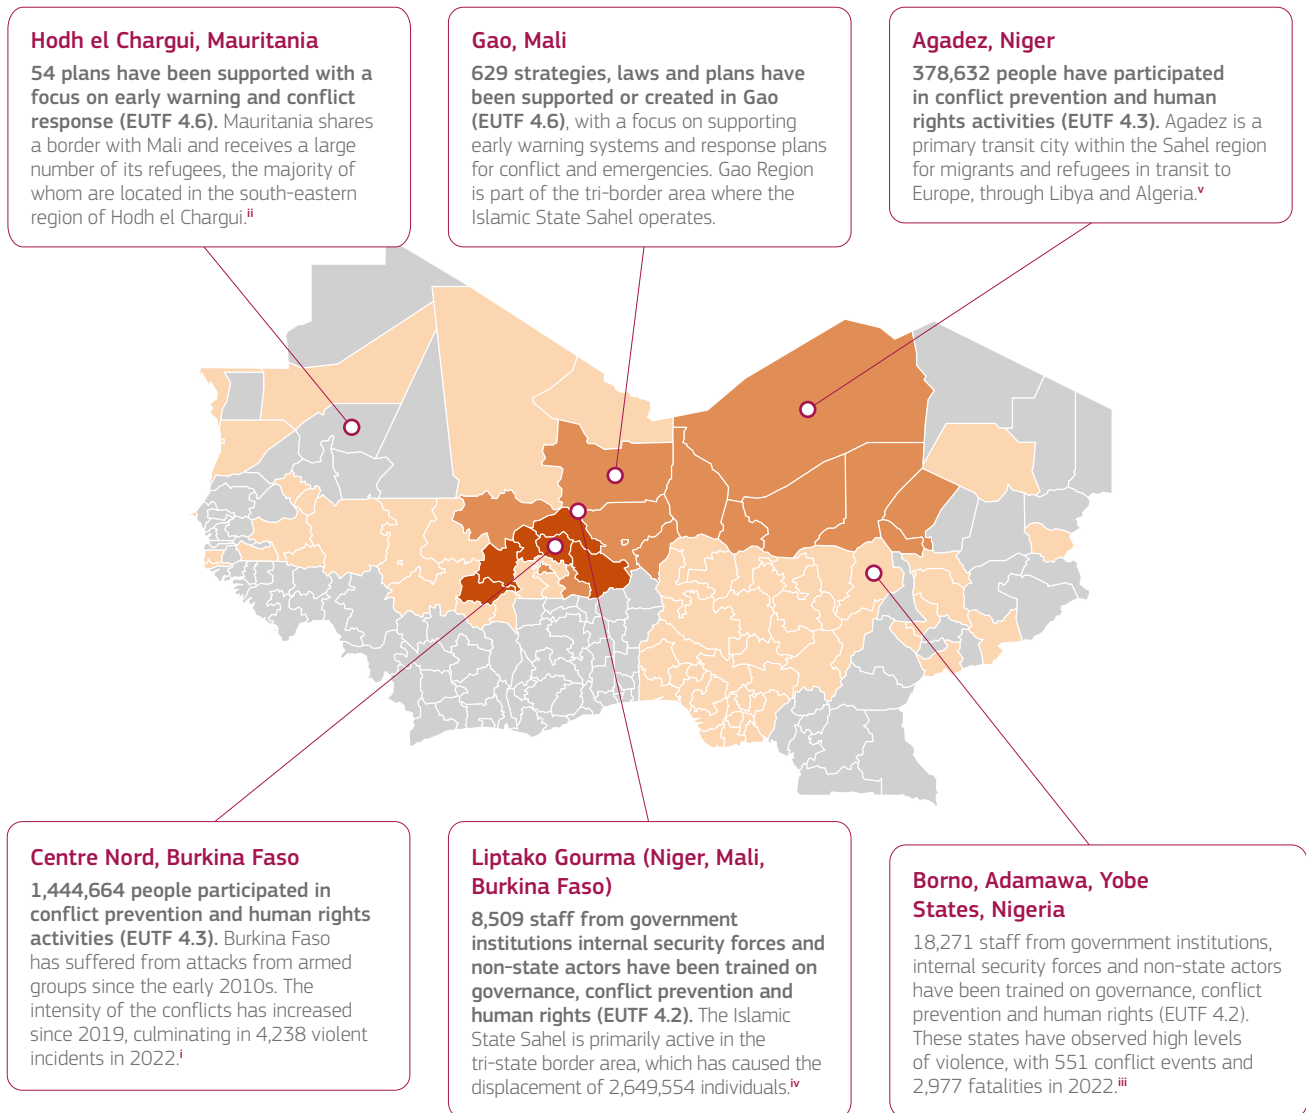 Hodh el Chargui, Mauritania
54 plans have been supported with a
focus on early warning and conflict
response (EUTF 4.6). Mauritania shares
a border with Mali and receives a large
number of its refugees, the majority of
whom are located in the south-eastern
region of Hodh el Chargui.ii
Gao, Mali
629 strategies, laws and plans have
been supported or created in Gao
(EUTF 4.6), with a focus on supporting
early warning systems and response plans
for conflict and emergencies. Gao Region
is part of the tri-border area where the
Islamic State Sahel operates.
Agadez, Niger
378,632 people have participated
in conflict prevention and human
rights activities (EUTF 4.3). Agadez is a
primary transit city within the Sahel region
for migrants and refugees in transit to
Europe, through Libya and Algeria.v
Centre Nord, Burkina Faso
1,444,664 people participated in
conflict prevention and human rights
activities (EUTF 4.3). Burkina Faso
has suffered from attacks from armed
groups since the early 2010s. The
intensity of the conflicts has increased
since 2019, culminating in 4,238 violent
incidents in 2022.i
Liptako Gourma (Niger, Mali,
Burkina Faso)
8,509 staff from government
institutions internal security forces and
non-state actors have been trained on
governance, conflict prevention and
human rights (EUTF 4.2). The Islamic
State Sahel is primarily active in the
tri-state border area, which has caused the
displacement of 2,649,554 individuals.iv
Borno, Adamawa, Yobe
States, Nigeria
18,271 staff from government institutions,
internal security forces and non-state actors
have been trained on governance, conflict
prevention and human rights (EUTF 4.2).
These states have observed high levels
of violence, with 551 conflict events and
2,977 fatalities in 2022.iii